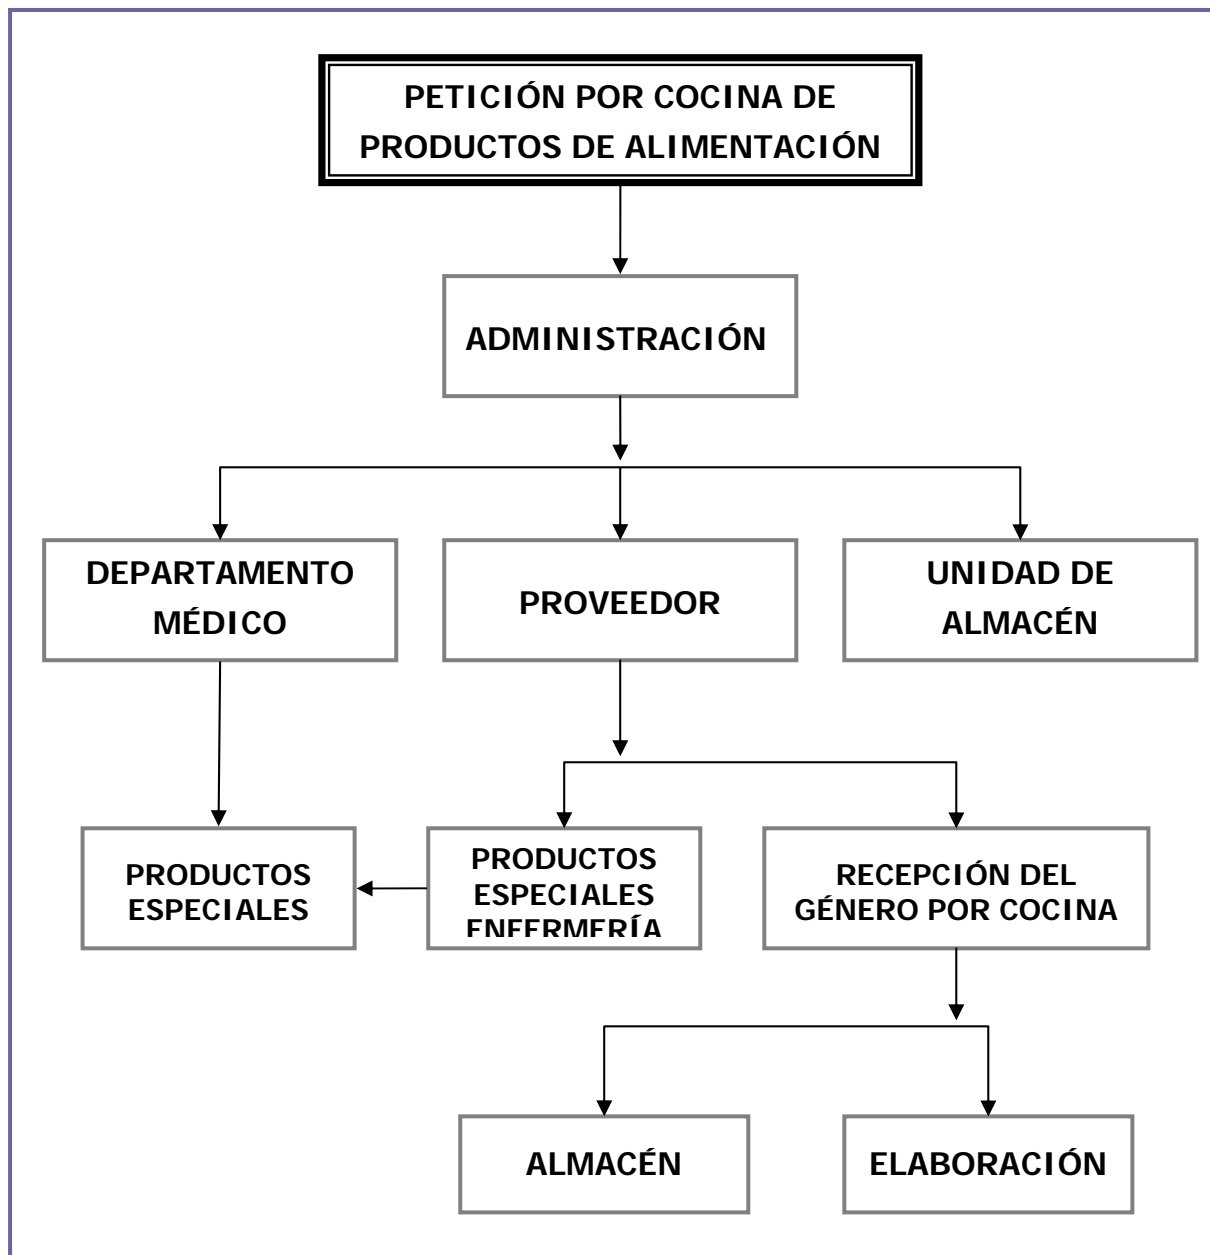 PETICIÓN POR COCINA DE
PRODUCTOS DE ALIMENTACIÓN
ADMINISTRACIÓN
DEPARTAMENTO
MÉDICO
PROVEEDOR
UNIDAD DE
ALMACÉN
PRODUCTOS
ESPECIALES
PRODUCTOS
ESPECIALES
ENFERMERÍA
RECEPCIÓN DEL
GÉNERO POR COCINA
ALMACÉN
ELABORACIÓN